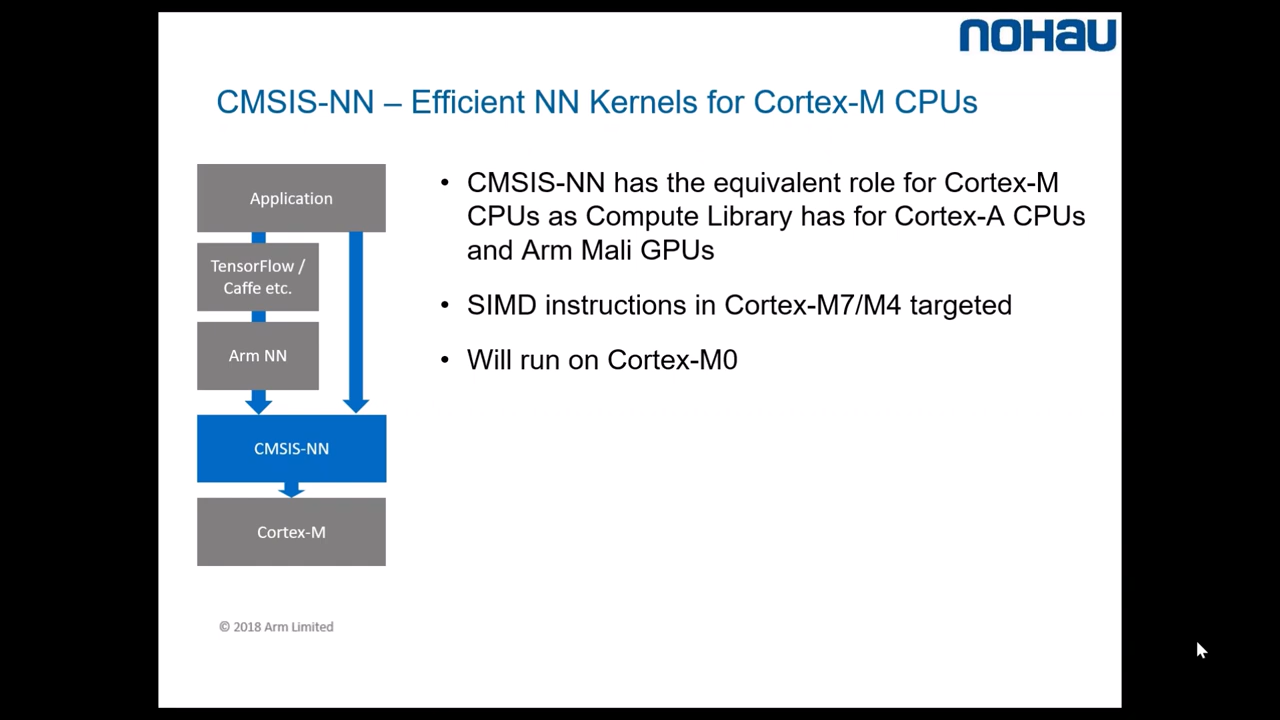 nоHau
CMSIS-NN – Efficient NN Kernels for Cortex-M CPUs
Application
TensorFlow /
Caffe etc.
Arm NN
CMSIS-NN
Cortex-M
• CMSIS-NN has the equivalent role for Cortex-M
CPUs as Compute Library has for Cortex-A CPUs
and Arm Mali GPUs
• SIMD instructions in Cortex-M7/M4 targeted
• Will run on Cortex-M0
© 2018 Arm Limited